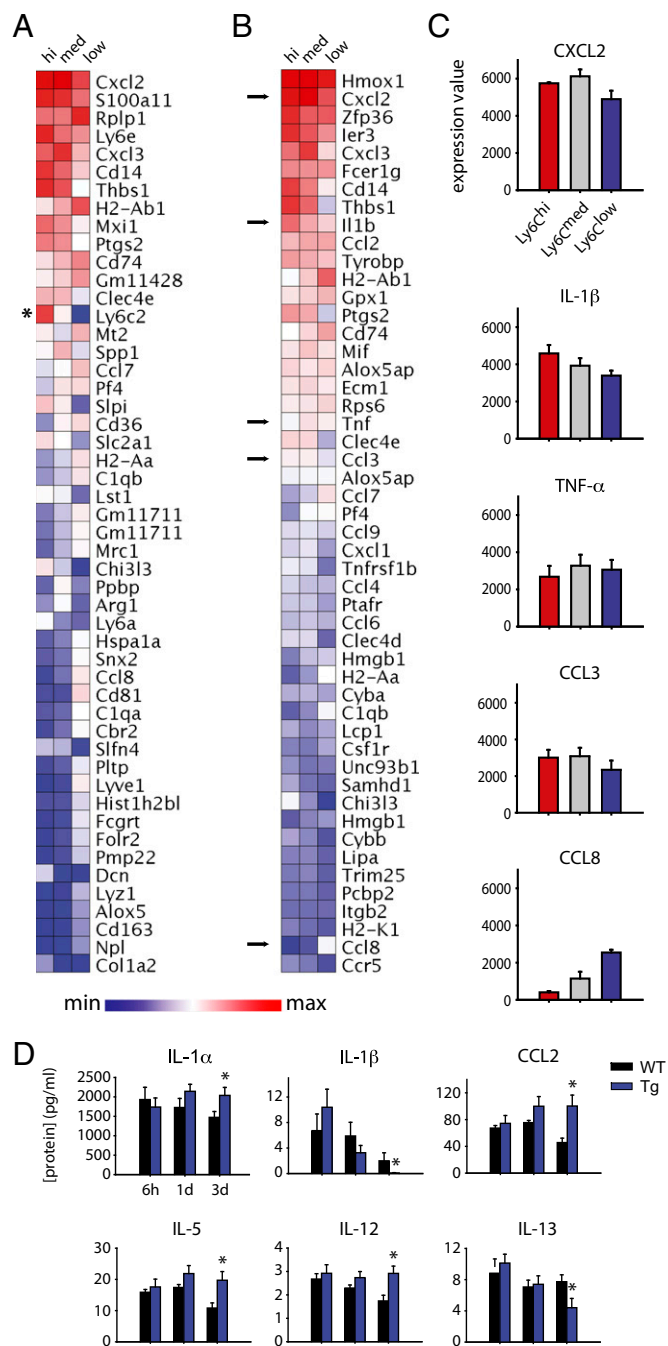 A
hi med low
Cxcl2
S100a11
Rplp1
Ly6e
Cxcl3
Cd14
Thbs1
H2-Ab1
Mxi1
Ptgs2
Cd74
Gm11428
Clec4e
* Ly6c2
Mt2
Spp1
Ccl7
Pf4
Slpi
Cd36
Slc2a1
H2-Aa
C1qb
Lst1
Gm11711
Gm11711
Mrc1
Chi3l3
Ppbp
Arg1
Ly6a
Hspa1a
Snx2
Ccl8
Cd81
C1qa
Cbr2
Slfn4
Pltp
Lyve1
Hist1h2bl
Fcgrt
Folr2
Pmp22
Dcn
Lyz1
Alox5
Cd163
Npl
Col1a2
B
hi med low
Hmox1
Cxcl2
Zfp36
Ier3
Cxcl3
Fcer1g
Cd14
Thbs1
Il1b
Ccl2
Tyrobp
H2-Ab1
Gpx1
Ptgs2
Cd74
Mif
Alox5ap
Ecm1
Rps6
Tnf
Clec4e
Ccl3
Alox5ap
Ccl7
Pf4
Ccl9
Cxcl1
Tnfrsf1b
Ccl4
Ptafr
Ccl6
Clec4d
Hmgb1
H2-Aa
Cyba
C1qb
Lcp1
Csf1r
Unc93b1
Samhd1
Chi3l3
Hmgb1
Cybb
Lipa
Trim25
Pcbp2
Itgb2
H2-K1
Ccl8
Ccr5
min max
C
CXCL2
expression value
6000
4000
2000
0
Ly6Chi Ly6Cmed Ly6Clow
IL-1β
6000
4000
2000
0
TNF-α
6000
4000
2000
0
CCL3
6000
4000
2000
0
CCL8
6000
4000
2000
0
D
[protein] (pg/ml)
IL-1α
2500
2000
1500
1000
500
0
*
6h 1d 3d
IL-1β
12
8
4
0
*
CCL2
120
80
40
0
*
WT
Tg
IL-5
30
20
10
0
*
IL-12
4
3
2
1
0
*
IL-13
12
8
4
0
*